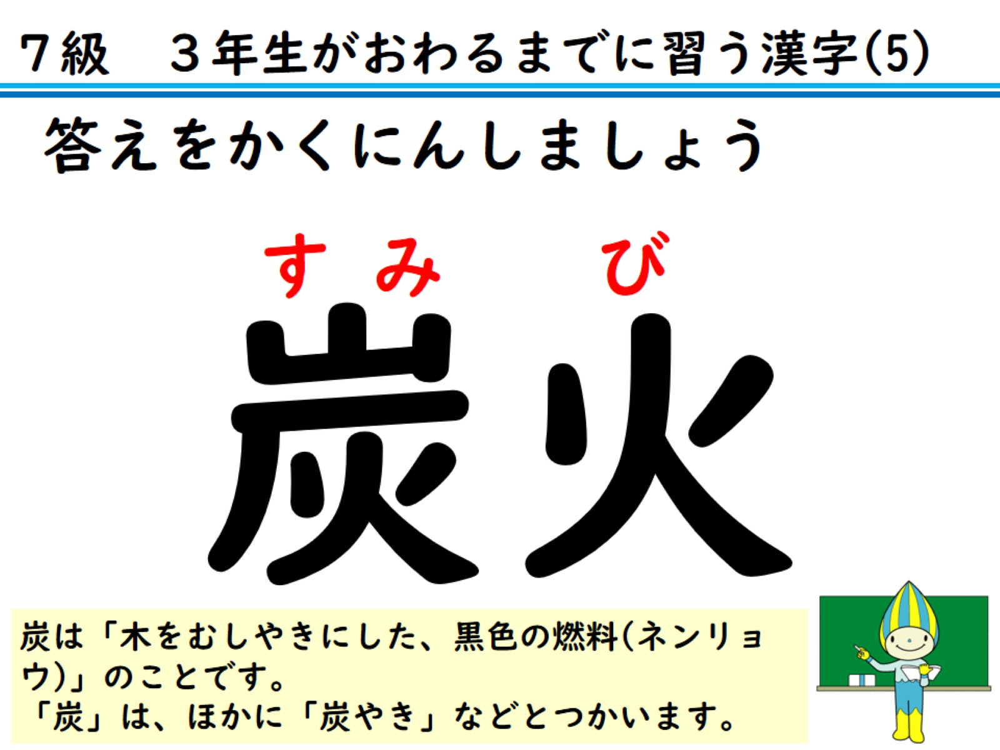 ７級　３年生がおわるまでに習う漢字(5)
答えをかくにんしましょう
すみ び
炭火
炭は「木をむしやきにした、黒色の燃料(ネンリョ
ウ)」のことです。
「炭」は、ほかに「炭やき」などとつかいます。